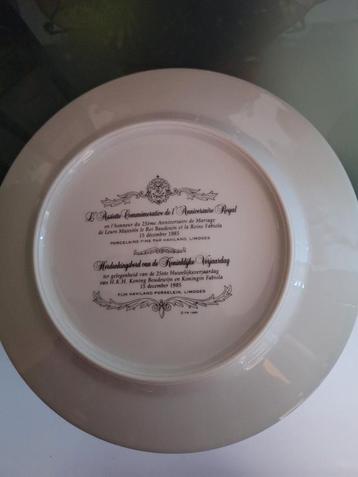 L'Assiette Commémorative de l'Anniversaire Royal
en l'honneur du 25ème Anniversaire de Mariage
de Leurs Majestés le Roi Baudouin et la Reine Fabiola
15 décembre 1985
PORCELAINE FINE PAR HAVILAND, LIMOGES
Herdenkingsbord van de Koninklijke Verjaardag
ter gelegenheid van de 25ste Huwelijksverjaardag
van H.K.H. Koning Boudewijn en Koningin Fabiola
15 december 1985
FIJN HAVILAND PORSELEIN, LIMOGES